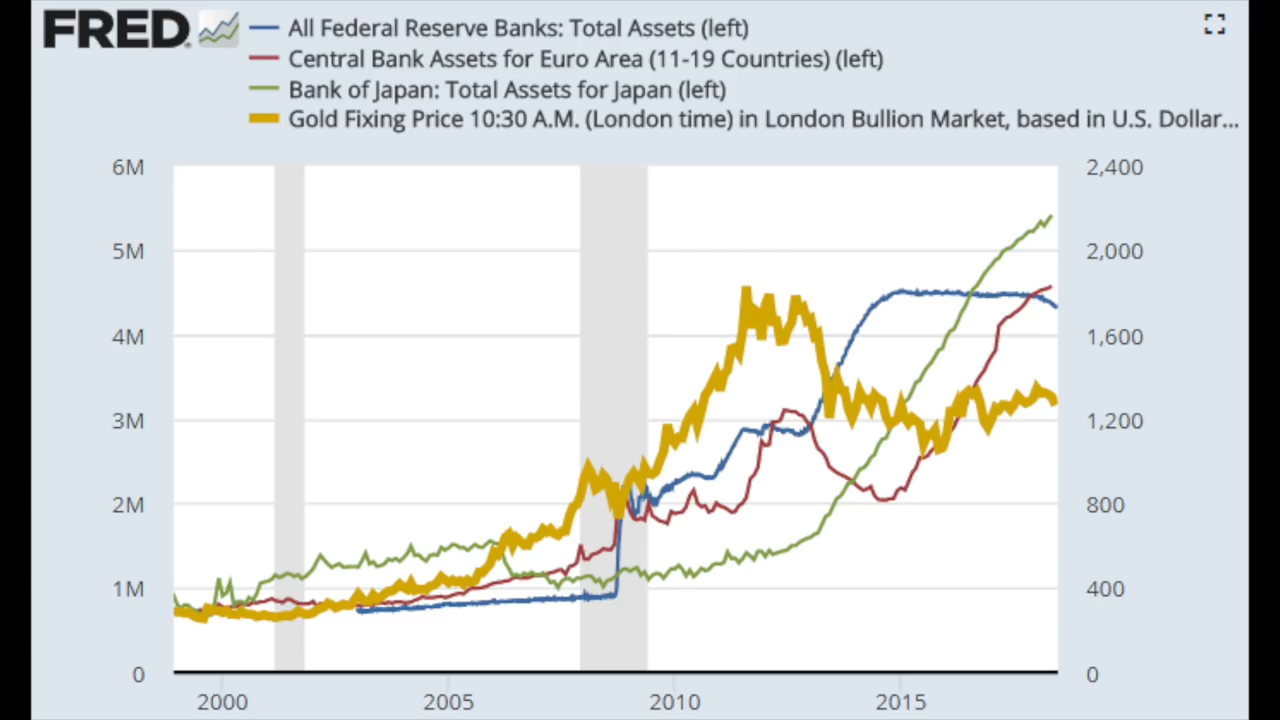 FRED
All Federal Reserve Banks: Total Assets (left)
Central Bank Assets for Euro Area (11-19 Countries) (left)
Bank of Japan: Total Assets for Japan (left)
Gold Fixing Price 10:30 A.M. (London time) in London Bullion Market, based in U.S. Dollar...
6M 2,400
5M 2,000
4M 1,600
3M 1,200
2M 800
1M 400
0 0
2000 2005 2010 2015